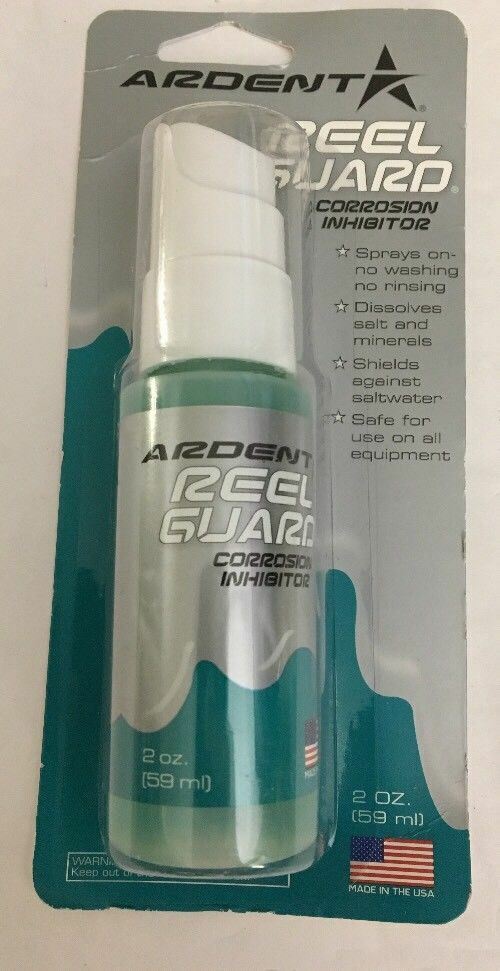 ARDENT
®
REEL
GUARD®
CORROSION
INHIBITOR
Sprays on-
no washing
no rinsing
Dissolves
salt and
minerals
Shields
against
saltwater
Safe for
use on all
equipment
ARDENT
REEL
GUARD
CORROSION
INHIBITOR
2 oz.
(59 ml)
MADE
2 oz.
(59 ml)
MADE IN THE USA
WARN
Keep out of